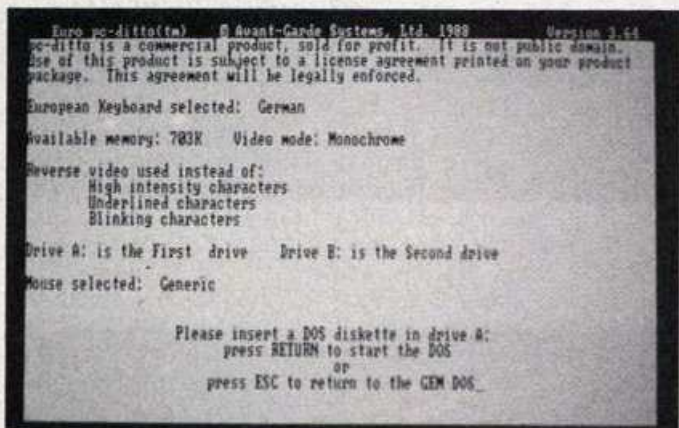 Euro pc-ditto(tm) © Avant-Garde Systems, Ltd. 1988 Version 3.64
pc-ditto is a commercial product, sold for profit. It is not public domain.
Use of this product is subject to a license agreement printed on your product
package. This agreement will be legally enforced.
European Keyboard selected: German
Available memory: 703K Video mode: Monochrome
Reverse video used instead of:
High intensity characters
Underlined characters
Blinking characters
Drive A: is the First drive Drive B: is the Second drive
Mouse selected: Generic
Please insert a DOS diskette in drive A:
press RETURN to start the DOS
or
press ESC to return to the GEM DOS_